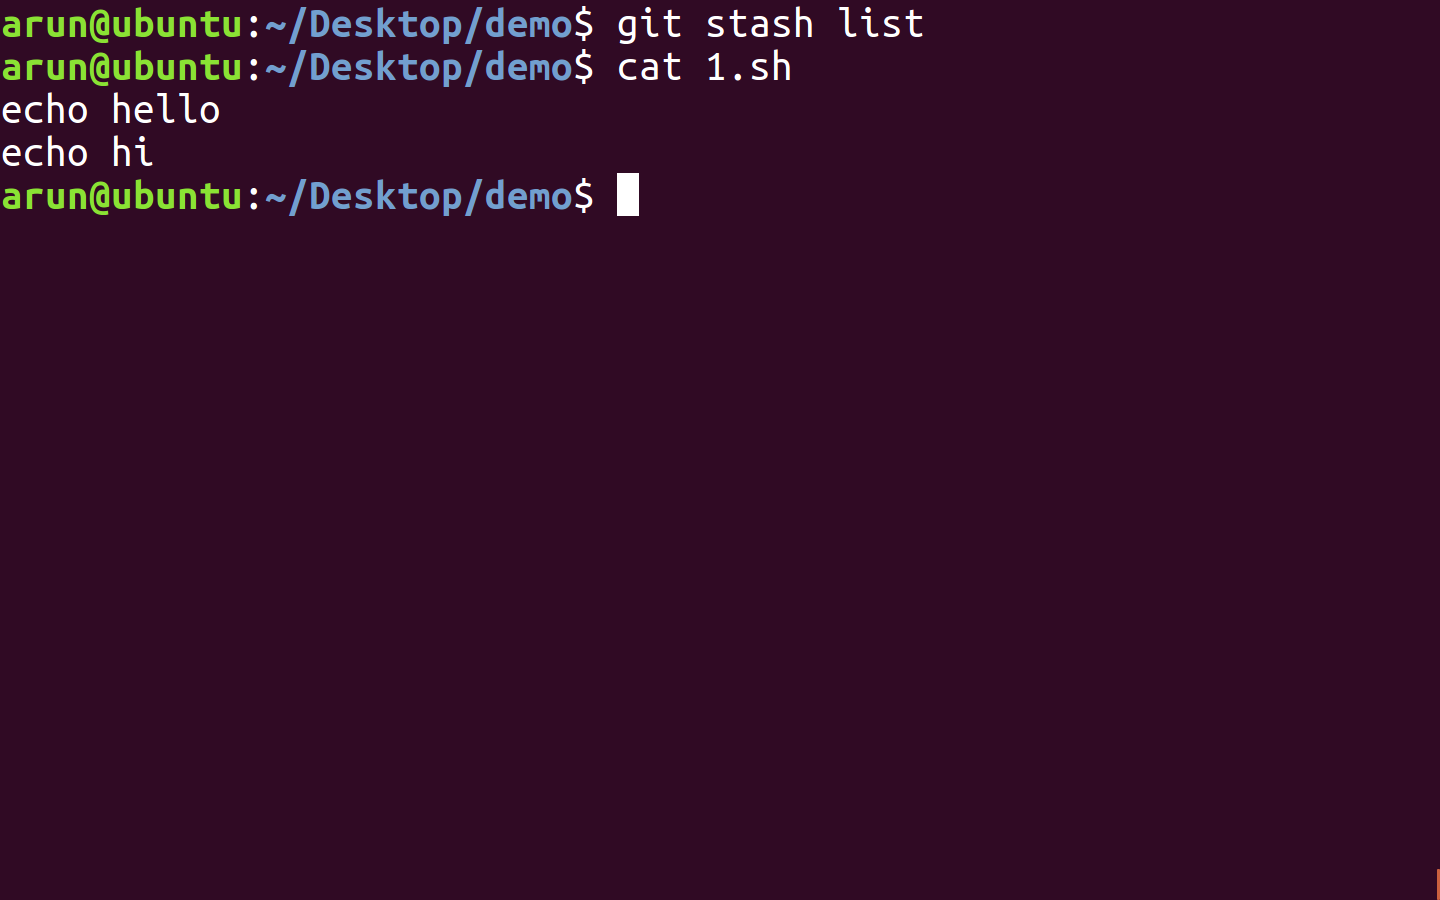 arun@ubuntu:~/Desktop/demo$ git stash list
arun@ubuntu:~/Desktop/demo$ cat 1.sh
echo hello
echo hi
arun@ubuntu:~/Desktop/demo$